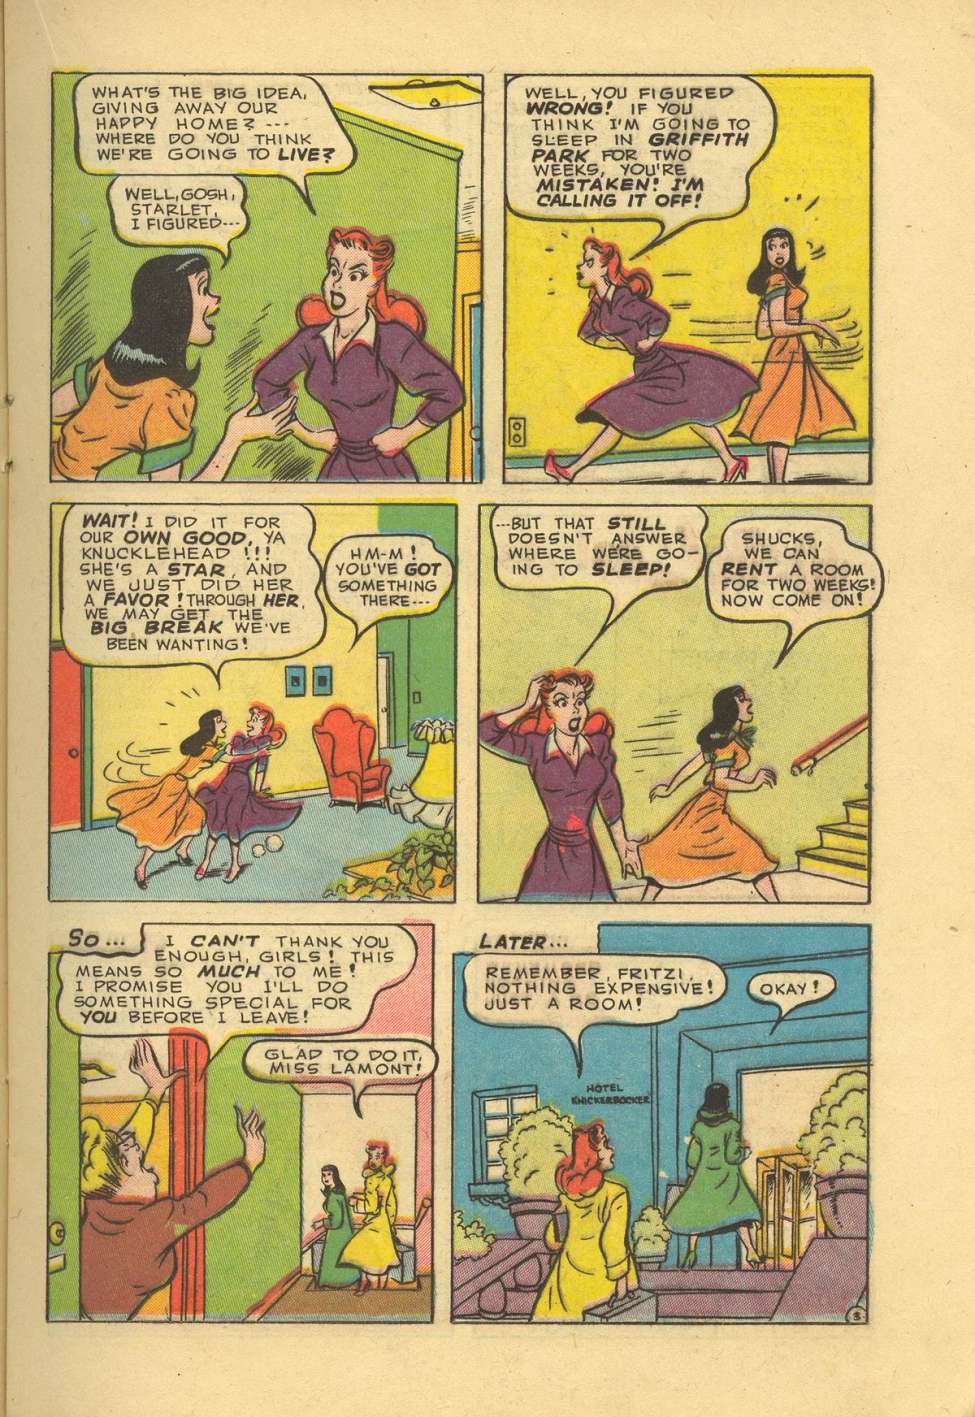 WHAT'S THE BIG IDEA,
GIVING AWAY OUR
HAPPY HOME? ---
WHERE DO YOU THINK
WE'RE GOING TO LIVE?
WELL, GOSH,
STARLET,
I FIGURED---
WELL, YOU FIGURED
WRONG! IF YOU
THINK I'M GOING TO
SLEEP IN GRIFFITH
PARK FOR TWO
WEEKS, YOU'RE
MISTAKEN! I'M
CALLING IT OFF!
WAIT! I DID IT FOR
OUR OWN GOOD, YA
KNUCKLEHEAD!!!
SHE'S A STAR, AND
WE JUST DID HER
A FAVOR! THROUGH HER,
WE MAY GET THE
BIG BREAK WE'VE
BEEN WANTING!
HM-M!
YOU'VE GOT
SOMETHING
THERE---
---BUT THAT STILL
DOESN'T ANSWER
WHERE WE'RE GO-
ING TO SLEEP!
SHUCKS,
WE CAN
RENT A ROOM
FOR TWO WEEKS!
NOW COME ON!
SO...
I CAN'T THANK YOU
ENOUGH, GIRLS! THIS
MEANS SO MUCH TO ME!
I PROMISE YOU I'LL DO
SOMETHING SPECIAL FOR
YOU BEFORE I LEAVE!
GLAD TO DO IT,
MISS LAMONT!
LATER...
REMEMBER, FRITZI,
NOTHING EXPENSIVE!
JUST A ROOM!
OKAY!
HOTEL
KNICKERBOCKER
3